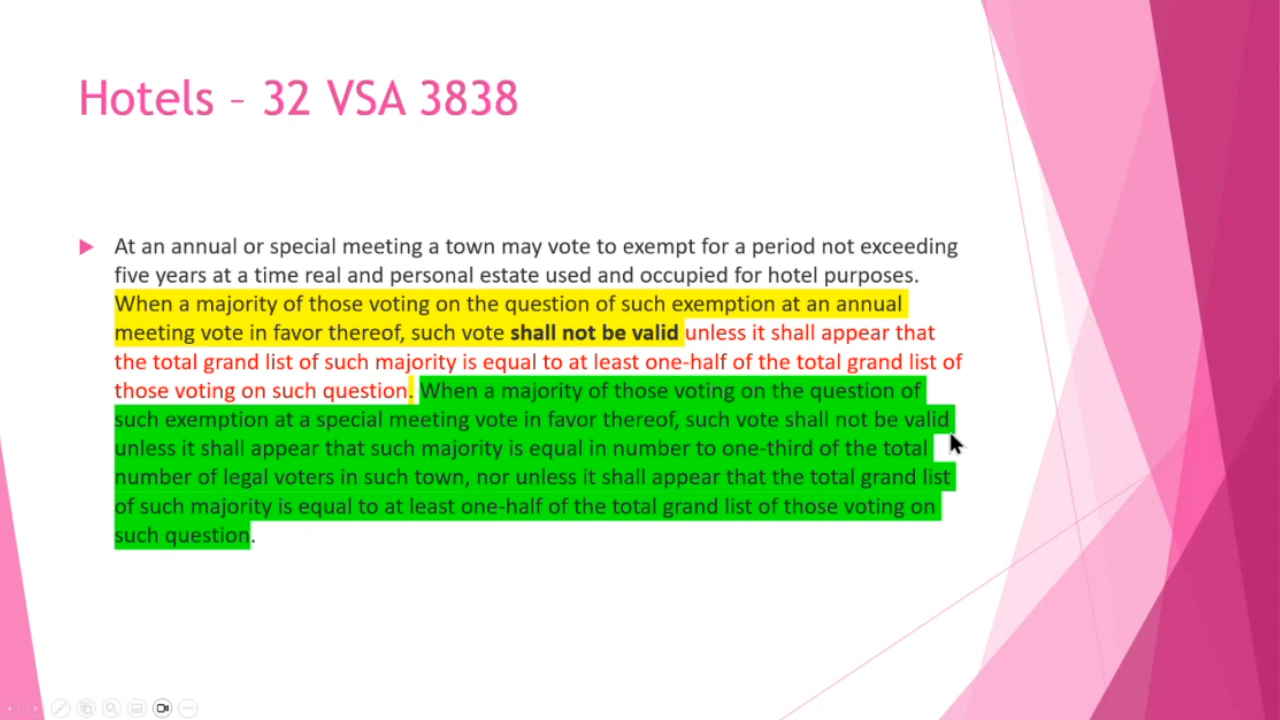 Hotels – 32 VSA 3838
At an annual or special meeting a town may vote to exempt for a period not exceeding
five years at a time real and personal estate used and occupied for hotel purposes.
When a majority of those voting on the question of such exemption at an annual
meeting vote in favor thereof, such vote shall not be valid unless it shall appear that
the total grand list of such majority is equal to at least one-half of the total grand list of
those voting on such question. When a majority of those voting on the question of
such exemption at a special meeting vote in favor thereof, such vote shall not be valid
unless it shall appear that such majority is equal in number to one-third of the total
number of legal voters in such town, nor unless it shall appear that the total grand list
of such majority is equal to at least one-half of the total grand list of those voting on
such question.